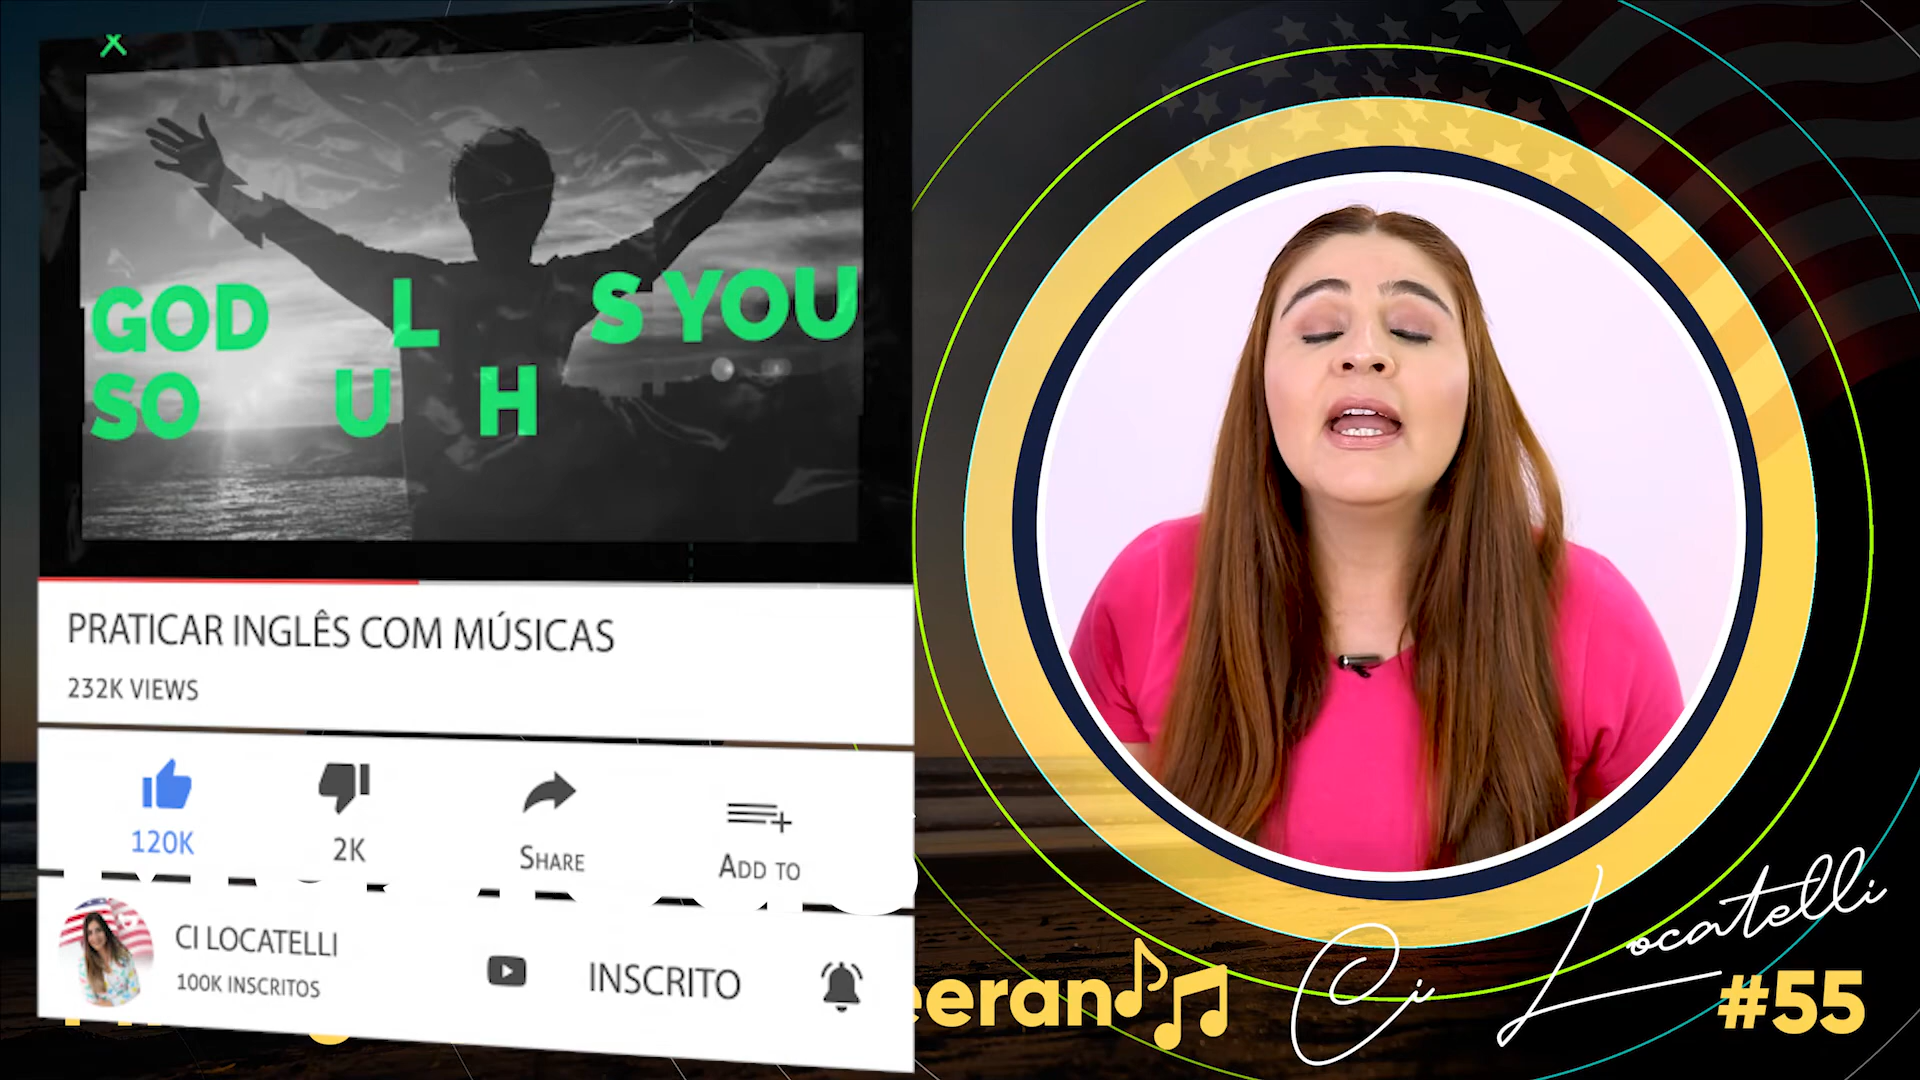 GOD L S YOU
SO U H
PRATICAR INGLÊS COM MÚSICAS
232K VIEWS
120K
2K
SHARE
ADD TO
CI LOCATELLI
100K INSCRITOS
INSCRITO
eeran
Ci Locatelli
#55